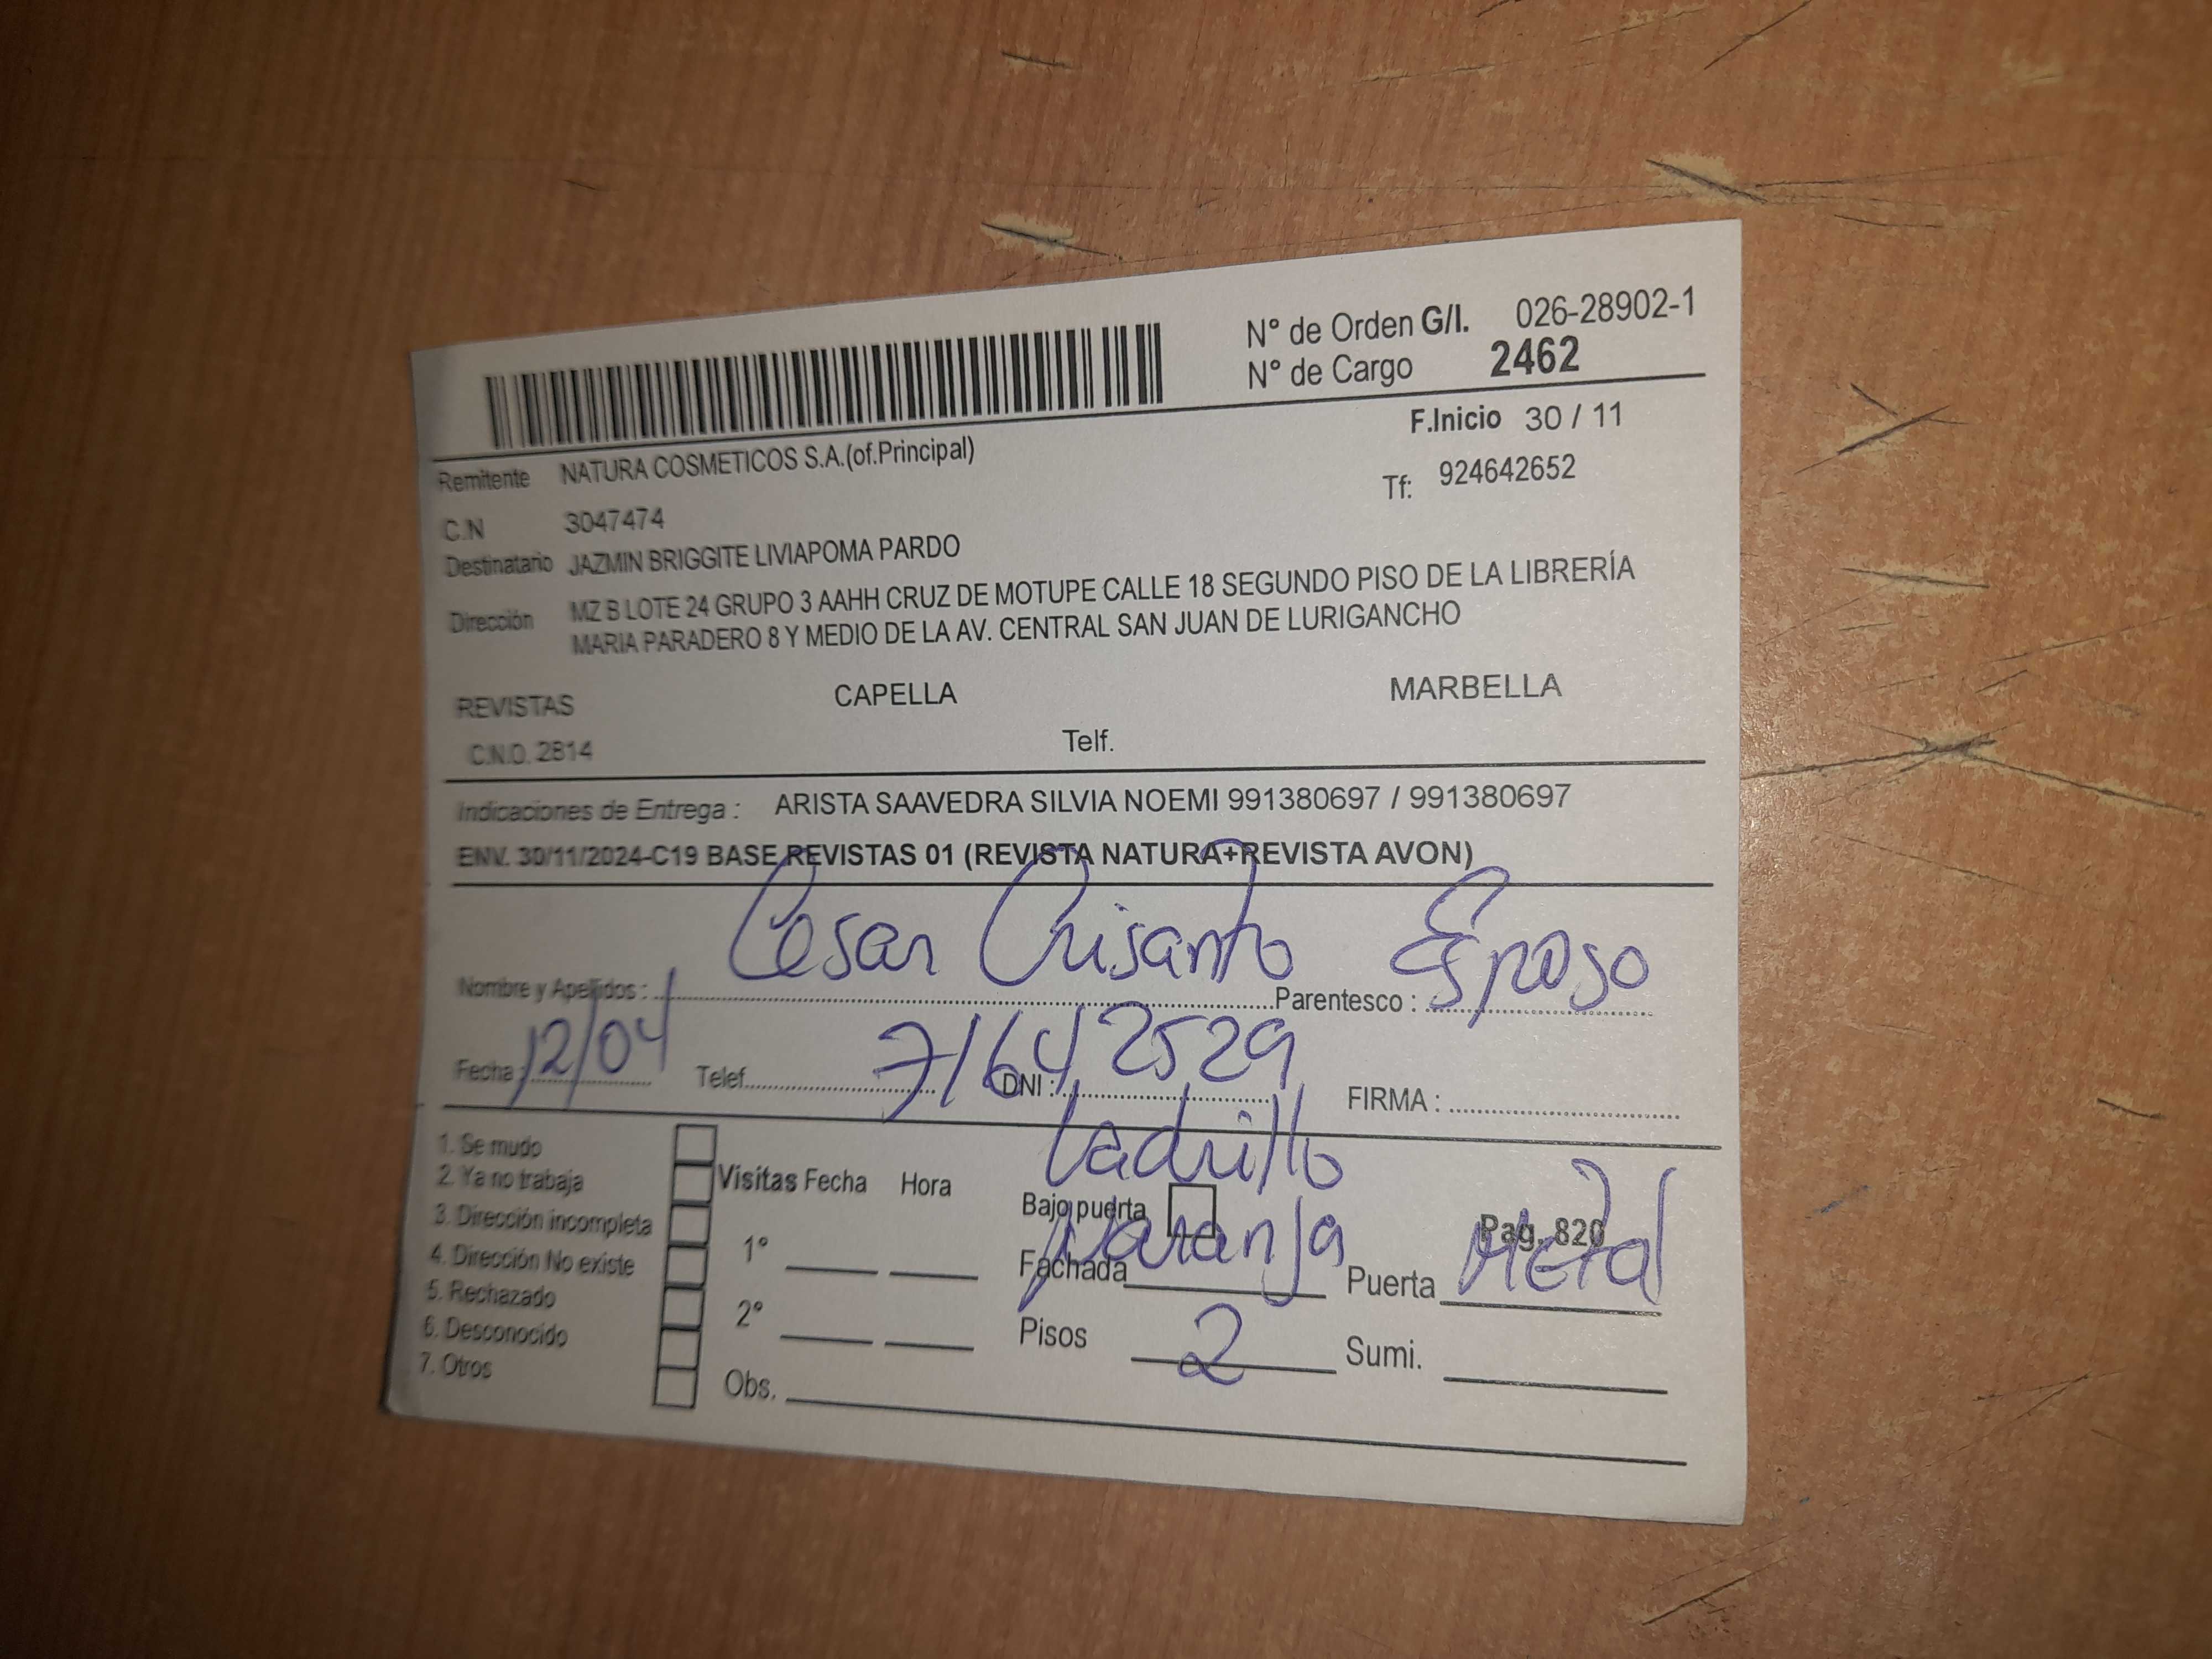 N° de Orden G/I. 026-28902-1
N° de Cargo 2462
F.Inicio 30 / 11
Remitente NATURA COSMETICOS S.A.(of.Principal)
Tf: 924642652
C.N 3047474
Destinatario JAZMIN BRIGGITE LIVIAPOMA PARDO
Dirección MZ B LOTE 24 GRUPO 3 AAHH CRUZ DE MOTUPE CALLE 18 SEGUNDO PISO DE LA LIBRERÍA
MARIA PARADERO 8 Y MEDIO DE LA AV. CENTRAL SAN JUAN DE LURIGANCHO
REVISTAS CAPELLA MARBELLA
C.N.D. 2814 Telf.
Indicaciones de Entrega : ARISTA SAAVEDRA SILVIA NOEMI 991380697 / 991380697
ENV. 30/11/2024-C19 BASE REVISTAS 01 (REVISTA NATURA+REVISTA AVON)
Nombre y Apellidos : Cesar Crisanto Parentesco : Esposo
Fecha : 12/04 Telef. DNI : 71642529 FIRMA :
1. Se mudo
2. Ya no trabaja
3. Dirección incompleta
4. Dirección No existe
5. Rechazado
6. Desconocido
7. Otros
Visitas Fecha Hora
1°
2°
Obs.
Ladrillo
Bajo puerta Pag. 820
Fachada Naranja Puerta Metal
Pisos 2 Sumi.